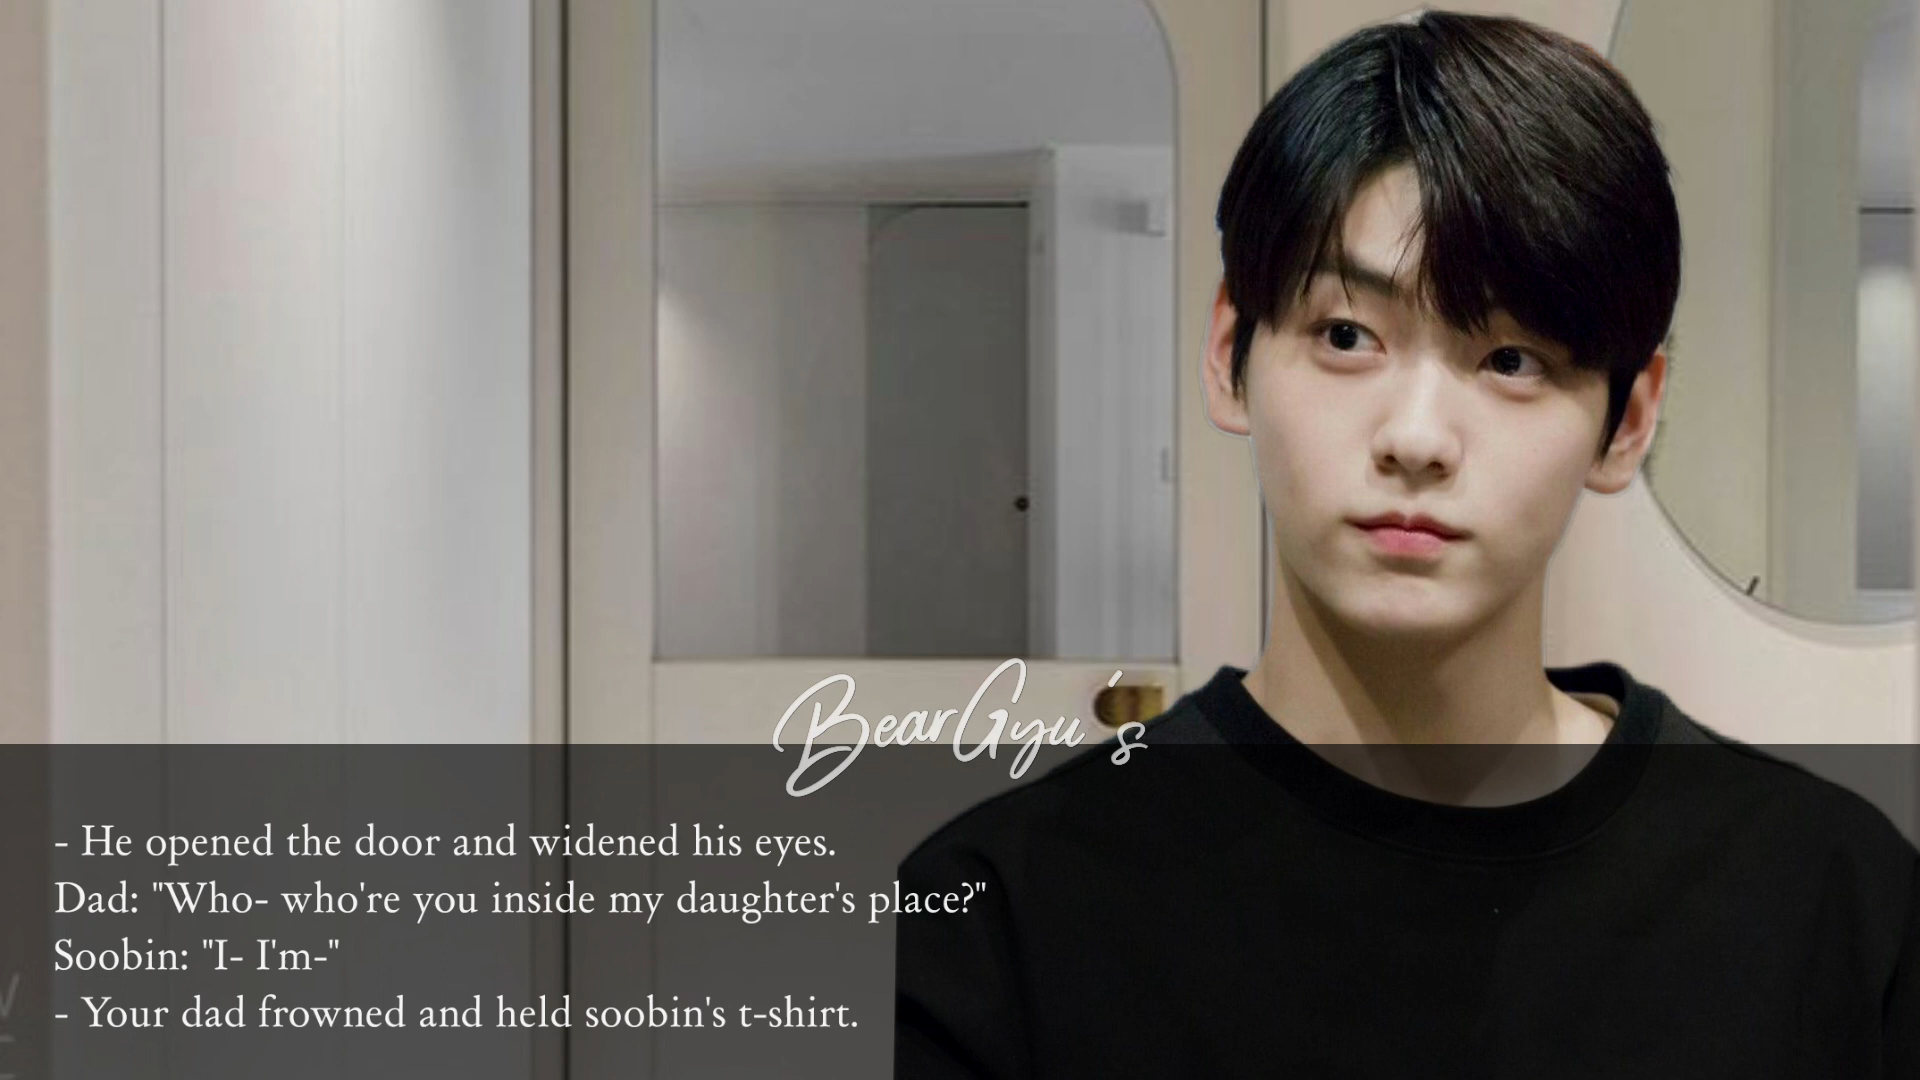 BearGyu's
- He opened the door and widened his eyes.
Dad: "Who- who're you inside my daughter's place?"
Soobin: "I- I'm-"
- Your dad frowned and held soobin's t-shirt.